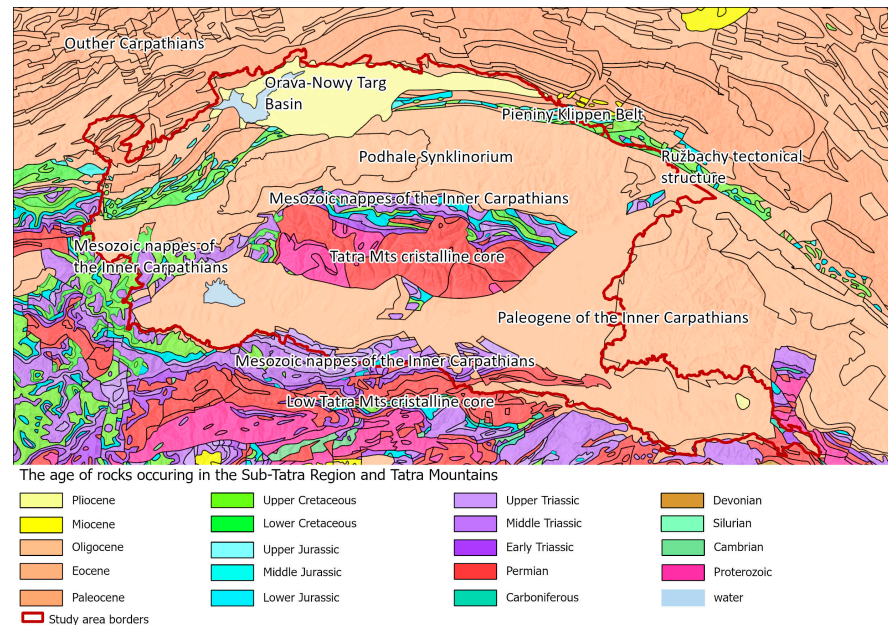 Outher Carpathians
Orava-Nowy Targ
Basin
Pieniny Klippen Belt
Podhale Synklinorium
Ružbachy tectonical
structure
Mesozoic nappes of the Inner Carpathians
Mesozoic nappes of
the Inner Carpathians
Tatra Mts cristalline core
Paleogene of the Inner Carpathians
Mesozoic nappes of the Inner Carpathians
Low Tatra Mts cristalline core
The age of rocks occuring in the Sub-Tatra Region and Tatra Mountains
Pliocene
Miocene
Oligocene
Eocene
Paleocene
Study area borders
Upper Cretaceous
Lower Cretaceous
Upper Jurassic
Middle Jurassic
Lower Jurassic
Upper Triassic
Middle Triassic
Early Triassic
Permian
Carboniferous
Devonian
Silurian
Cambrian
Proterozoic
water